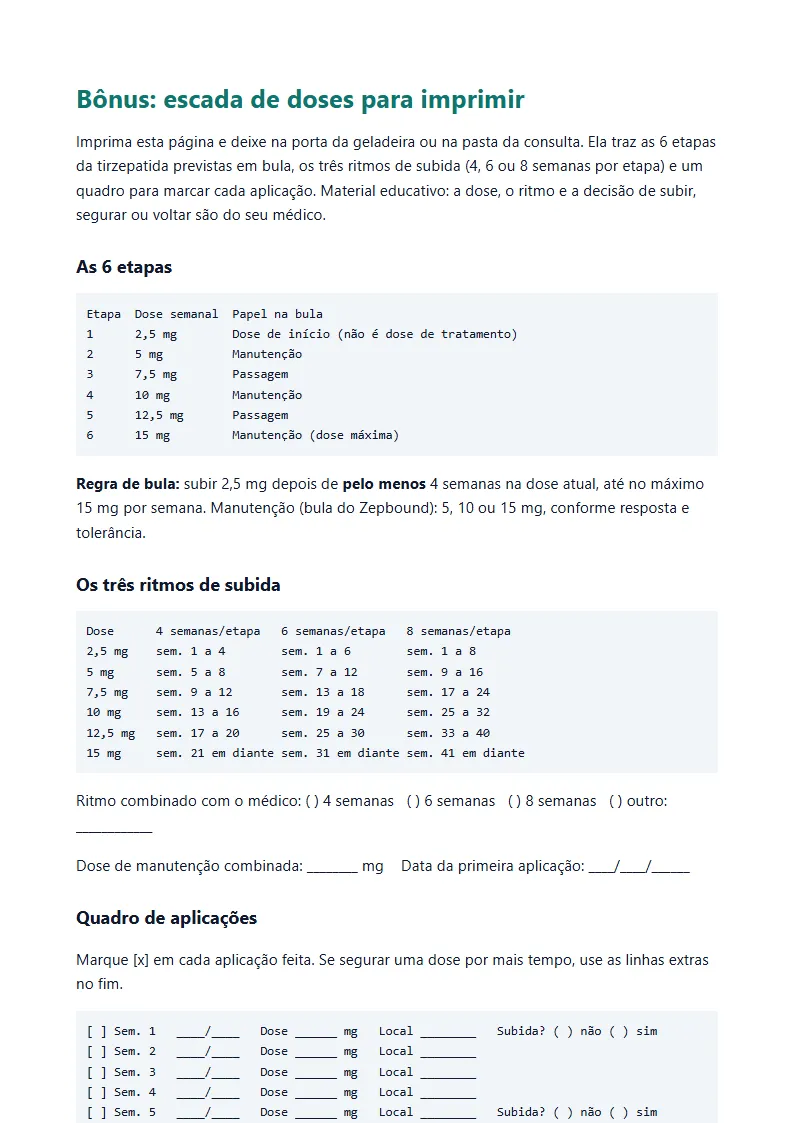 Bônus: escada de doses para imprimir
Imprima esta página e deixe na porta da geladeira ou na pasta da consulta. Ela traz as 6 etapas
da tirzepatida previstas em bula, os três ritmos de subida (4, 6 ou 8 semanas por etapa) e um
quadro para marcar cada aplicação. Material educativo: a dose, o ritmo e a decisão de subir,
segurar ou voltar são do seu médico.
As 6 etapas
Etapa  Dose semanal  Papel na bula
1      2,5 mg        Dose de início (não é dose de tratamento)
2      5 mg          Manutenção
3      7,5 mg        Passagem
4      10 mg         Manutenção
5      12,5 mg       Passagem
6      15 mg         Manutenção (dose máxima)
Regra de bula: subir 2,5 mg depois de pelo menos 4 semanas na dose atual, até no máximo
15 mg por semana. Manutenção (bula do Zepbound): 5, 10 ou 15 mg, conforme resposta e
tolerância.
Os três ritmos de subida
Dose      4 semanas/etapa   6 semanas/etapa   8 semanas/etapa
2,5 mg    sem. 1 a 4        sem. 1 a 6        sem. 1 a 8
5 mg      sem. 5 a 8        sem. 7 a 12       sem. 9 a 16
7,5 mg    sem. 9 a 12       sem. 13 a 18      sem. 17 a 24
10 mg     sem. 13 a 16      sem. 19 a 24      sem. 25 a 32
12,5 mg   sem. 17 a 20      sem. 25 a 30      sem. 33 a 40
15 mg     sem. 21 em diante sem. 31 em diante sem. 41 em diante
Ritmo combinado com o médico: ( ) 4 semanas   ( ) 6 semanas   ( ) 8 semanas   ( ) outro:
____________
Dose de manutenção combinada: ________ mg    Data da primeira aplicação: ____/____/______
Quadro de aplicações
Marque [x] em cada aplicação feita. Se segurar uma dose por mais tempo, use as linhas extras
no fim.
[ ] Sem. 1   ____/____   Dose ______ mg   Local ________   Subida? ( ) não ( ) sim
[ ] Sem. 2   ____/____   Dose ______ mg   Local ________
[ ] Sem. 3   ____/____   Dose ______ mg   Local ________
[ ] Sem. 4   ____/____   Dose ______ mg   Local ________
[ ] Sem. 5   ____/____   Dose ______ mg   Local ________   Subida? ( ) não ( ) sim